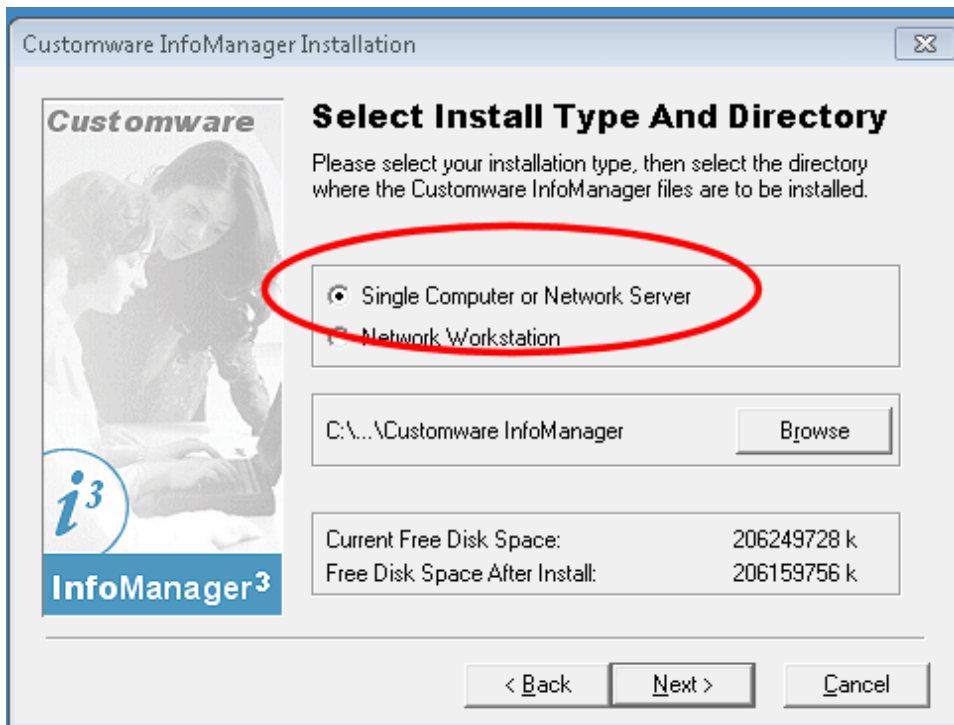 Customware InfoManager Installation
Customware
Select Install Type And Directory
Please select your installation type, then select the directory
where the Customware InfoManager files are to be installed.
Single Computer or Network Server
Network Workstation
C:\...\Customware InfoManager
Browse
Current Free Disk Space: 206249728 k
Free Disk Space After Install: 206159756 k
i3
InfoManager3
< Back
Next >
Cancel